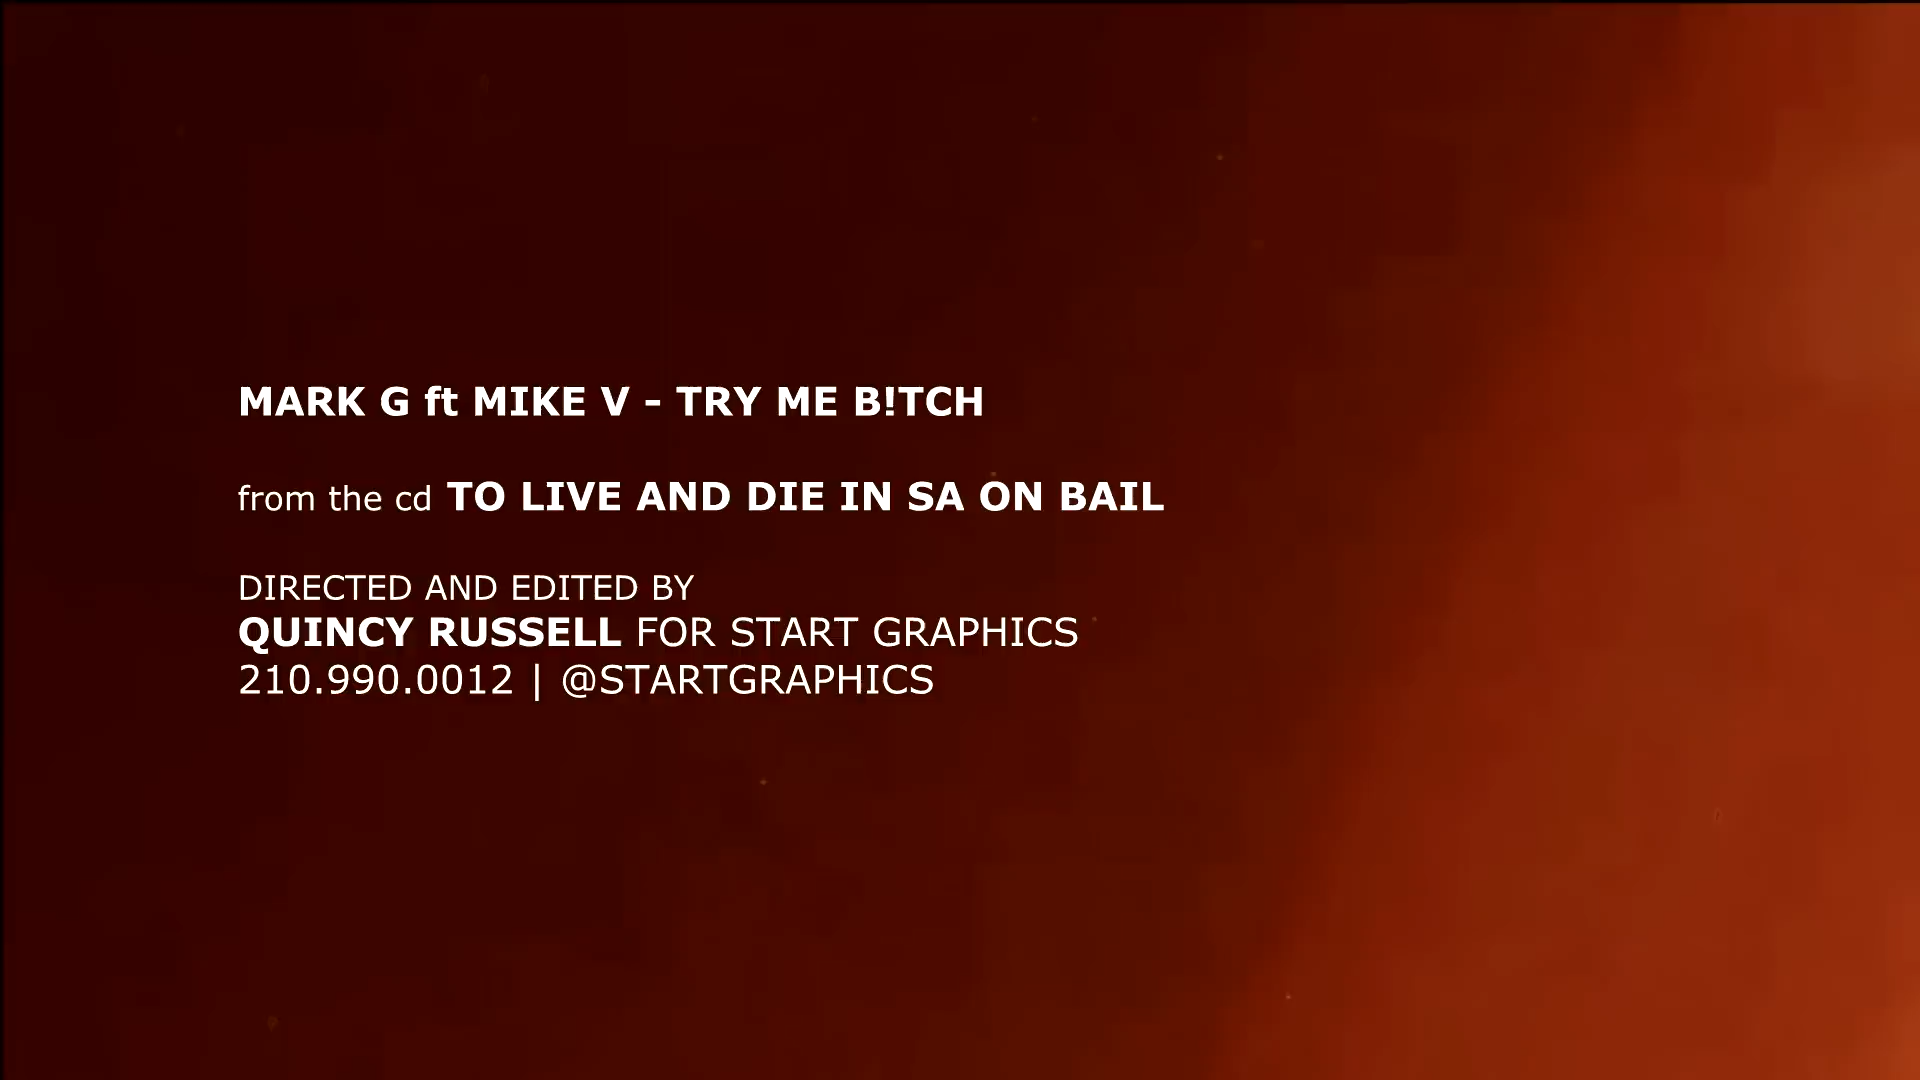 MARK G ft MIKE V - TRY ME B!TCH
from the cd TO LIVE AND DIE IN SA ON BAIL
DIRECTED AND EDITED BY
QUINCY RUSSELL FOR START GRAPHICS
210.990.0012 | @STARTGRAPHICS